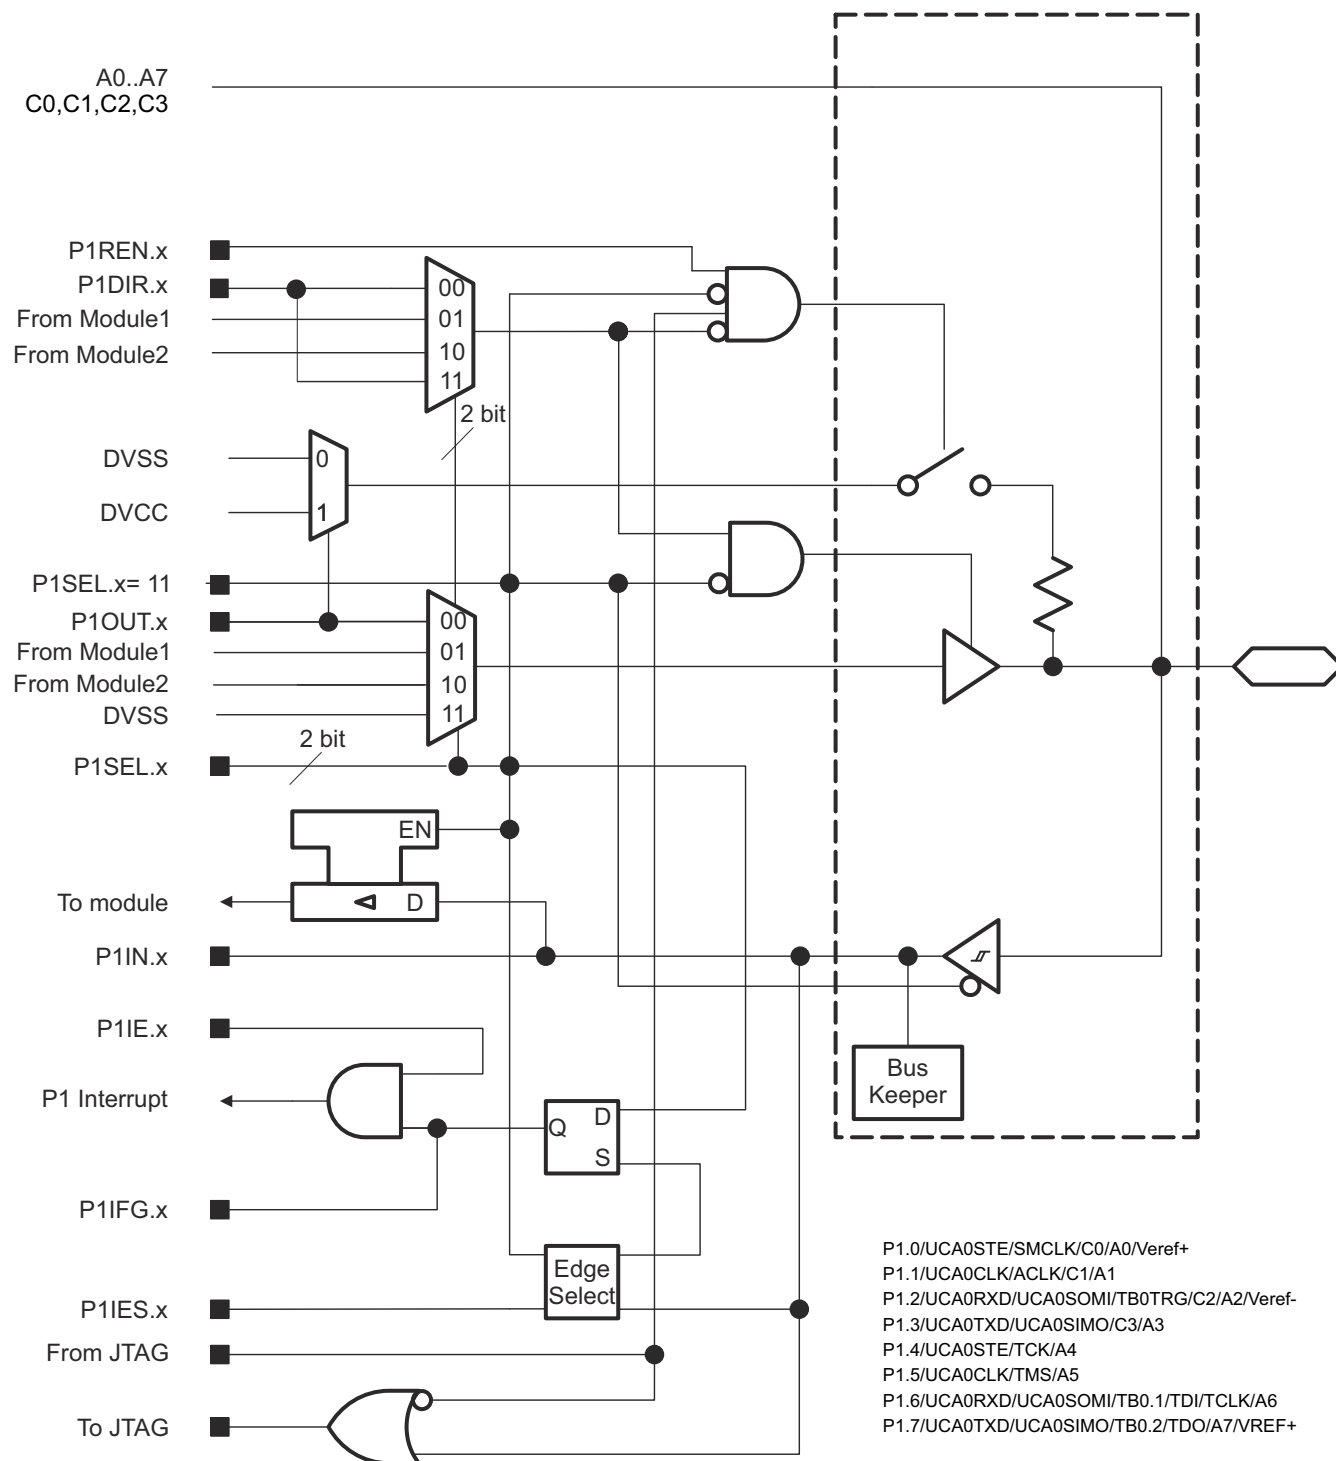 A0..A7
C0,C1,C2,C3
P1REN.x
P1DIR.x
From Module1
From Module2
00
01
10
11
2 bit
DVSS
DVCC
0
1
P1SEL.x= 11
P1OUT.x
From Module1
From Module2
DVSS
00
01
10
11
2 bit
P1SEL.x
EN
D
To module
P1IN.x
P1IE.x
P1 Interrupt
Bus
Keeper
Q
D
S
P1IFG.x
Edge
Select
P1IES.x
From JTAG
To JTAG
P1.0/UCA0STE/SMCLK/C0/A0/Veref+
P1.1/UCA0CLK/ACLK/C1/A1
P1.2/UCA0RXD/UCA0SOMI/TB0TRG/C2/A2/Veref-
P1.3/UCA0TXD/UCA0SIMO/C3/A3
P1.4/UCA0STE/TCK/A4
P1.5/UCA0CLK/TMS/A5
P1.6/UCA0RXD/UCA0SOMI/TB0.1/TDI/TCLK/A6
P1.7/UCA0TXD/UCA0SIMO/TB0.2/TDO/A7/VREF+